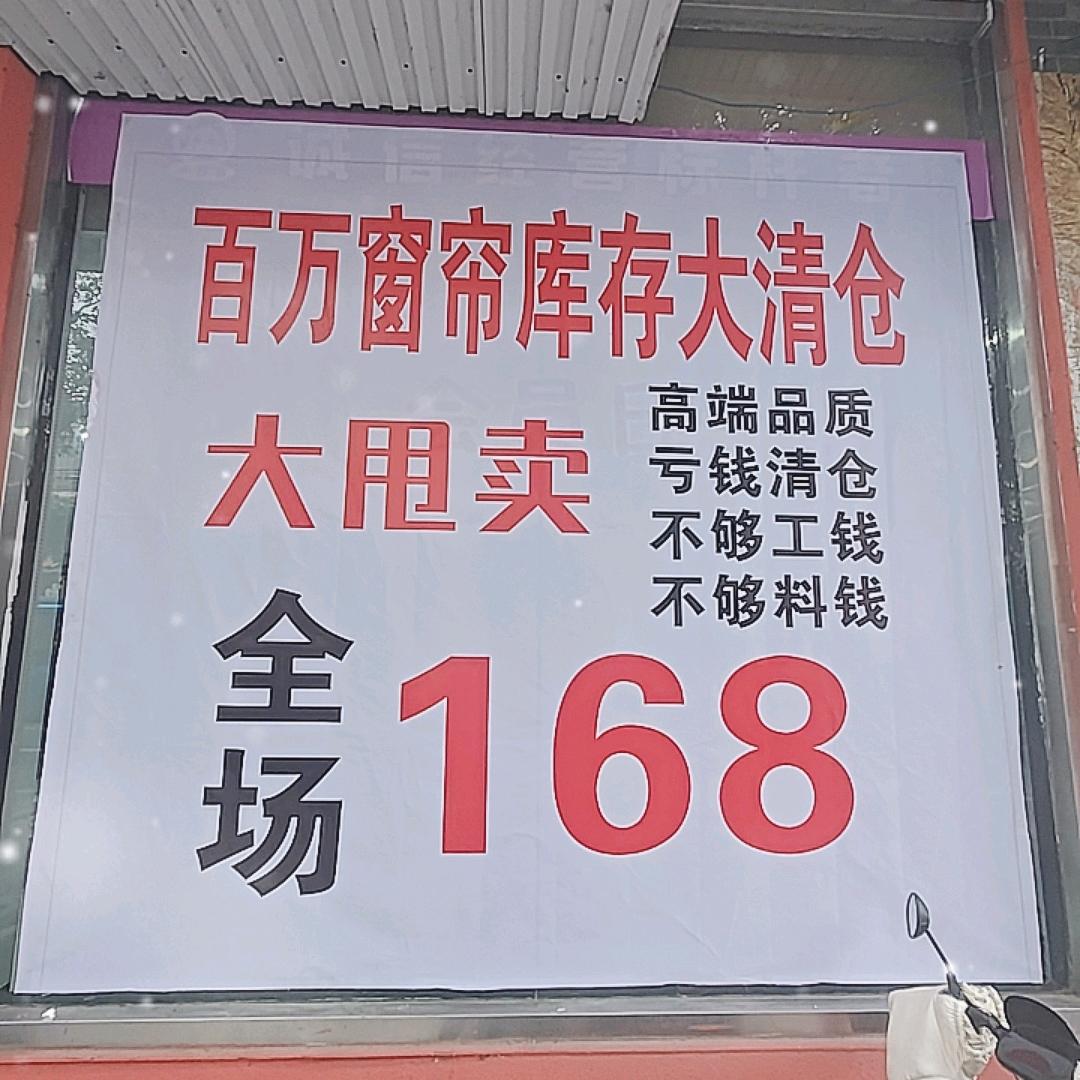 百万窗帘库存大清仓
大甩卖
高端品质
亏钱清仓
不够工钱
不够料钱
全场
168